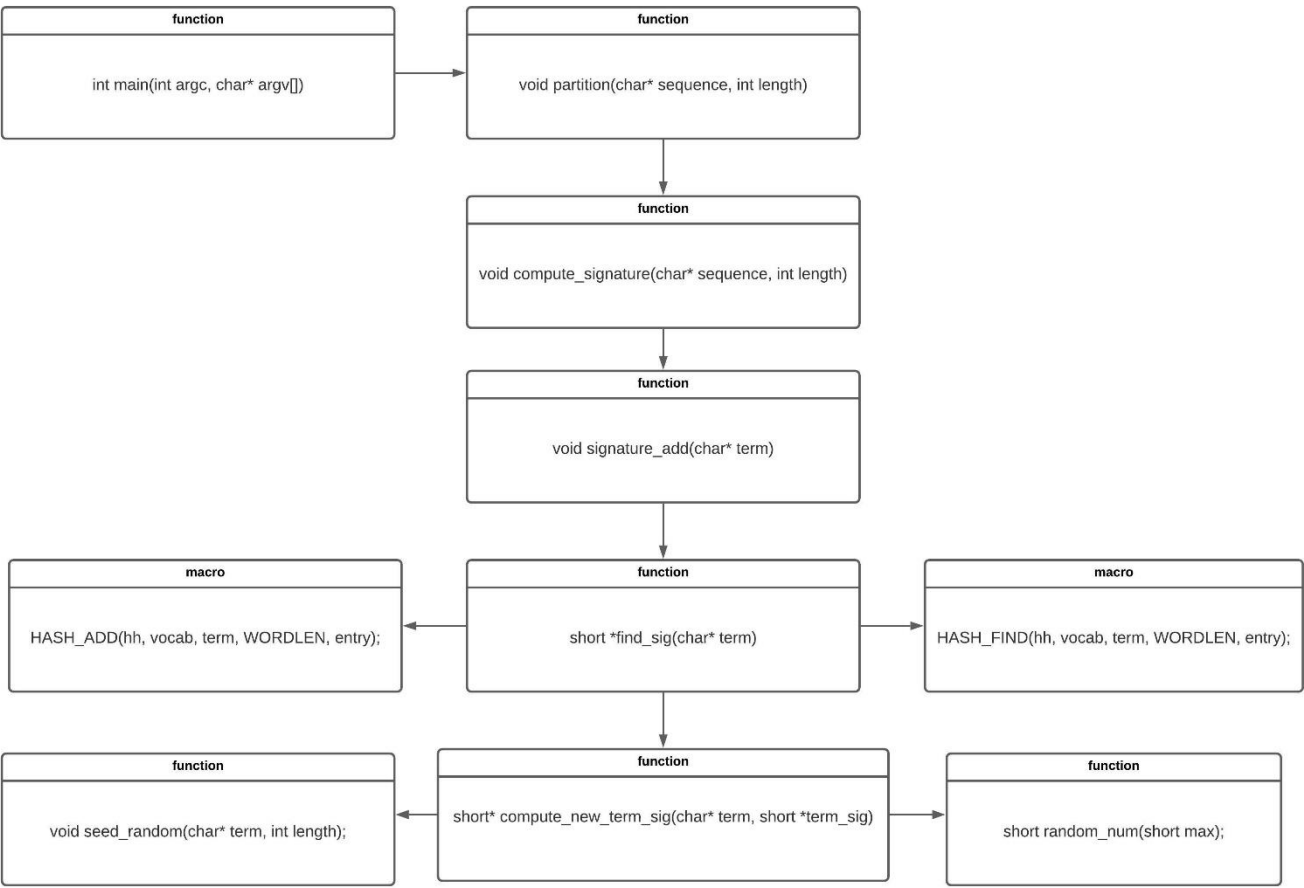 function
int main(int argc, char* argv[])
function
void partition(char* sequence, int length)
function
void compute_signature(char* sequence, int length)
function
void signature_add(char* term)
macro
HASH_ADD(hh, vocab, term, WORDLEN, entry);
function
short *find_sig(char* term)
macro
HASH_FIND(hh, vocab, term, WORDLEN, entry);
function
void seed_random(char* term, int length);
function
short* compute_new_term_sig(char* term, short *term_sig)
function
short random_num(short max);